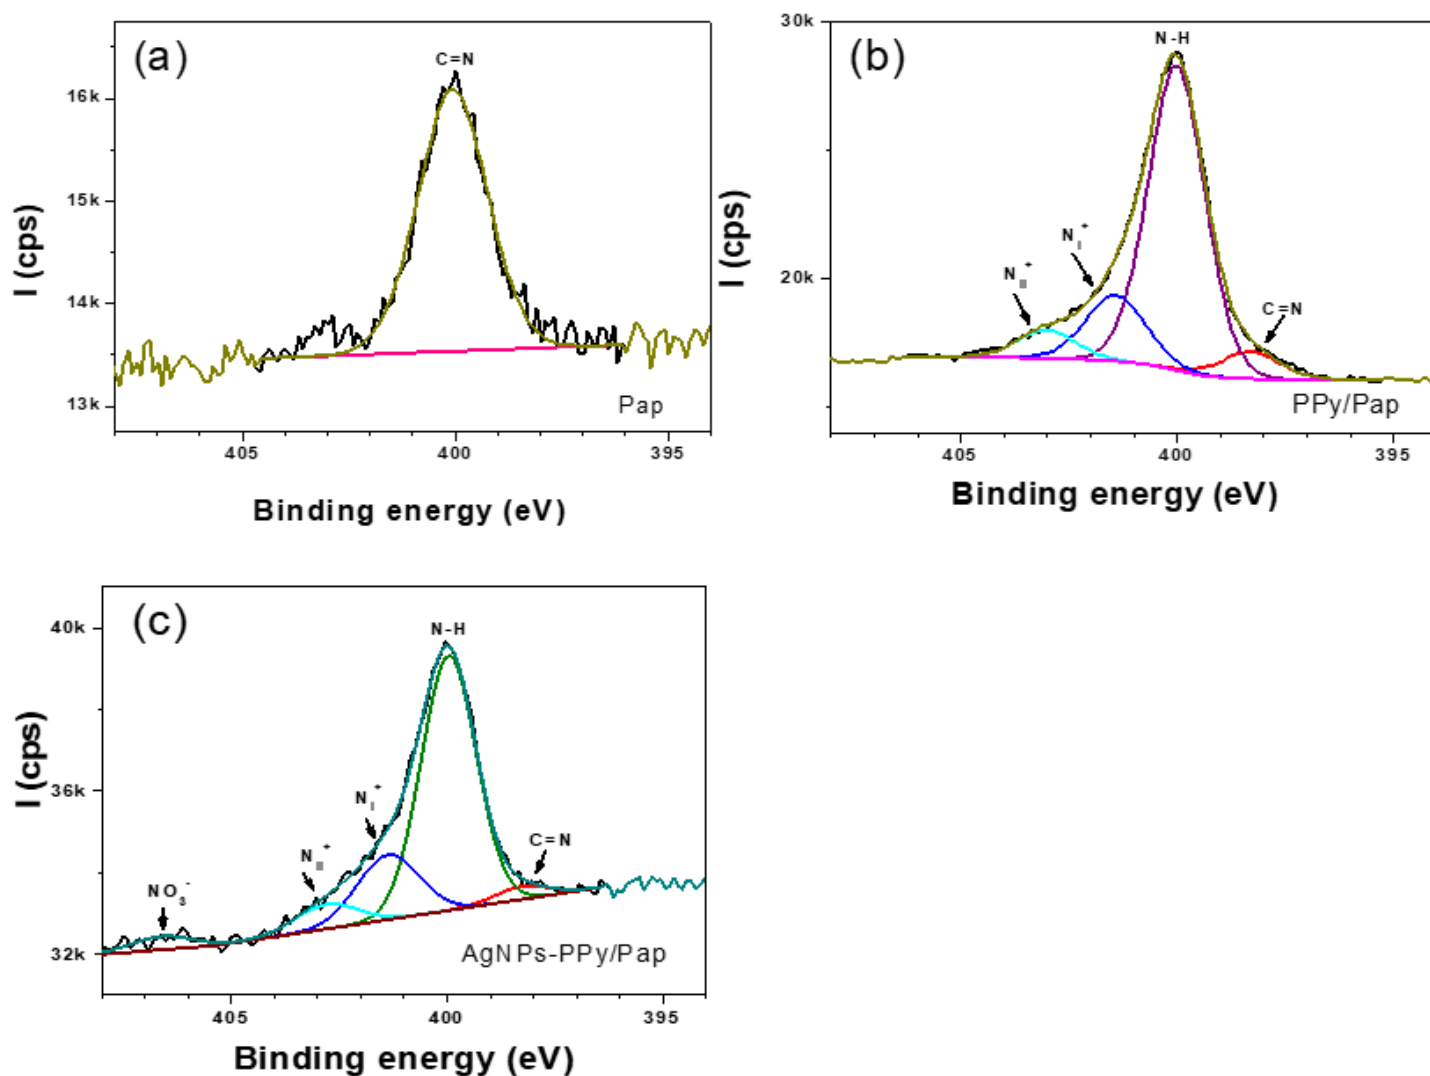 (a)
C=N
16k
15k
14k
13k
I (cps)
Pap
405
400
395
Binding energy (eV)
(b)
30k
20k
I (cps)
N-H
N_I^+
N_II^+
C=N
PPy/Pap
405
400
395
Binding energy (eV)
(c)
40k
36k
32k
I (cps)
N-H
N_I^+
N_II^+
C=N
NO_3^-
AgNPs-PPy/Pap
405
400
395
Binding energy (eV)